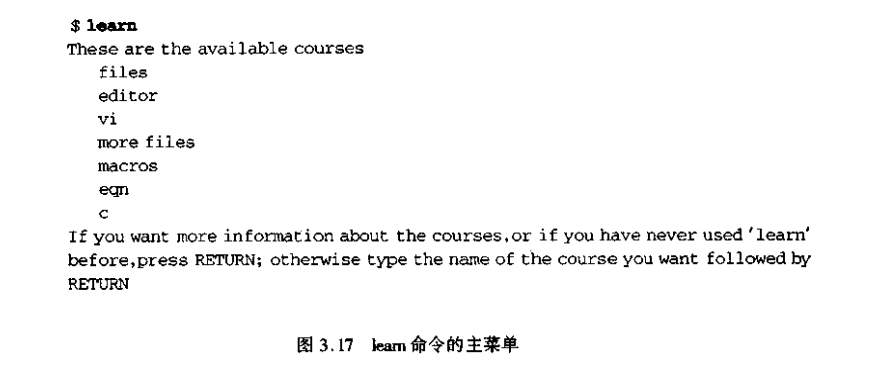 $ learn
These are the available courses
files
editor
vi
more files
macros
eqn
c
If you want more information about the courses,or if you have never used 'learn'
before,press RETURN; otherwise type the name of the course you want followed by
RETURN
图 3.17 learn 命令的主菜单